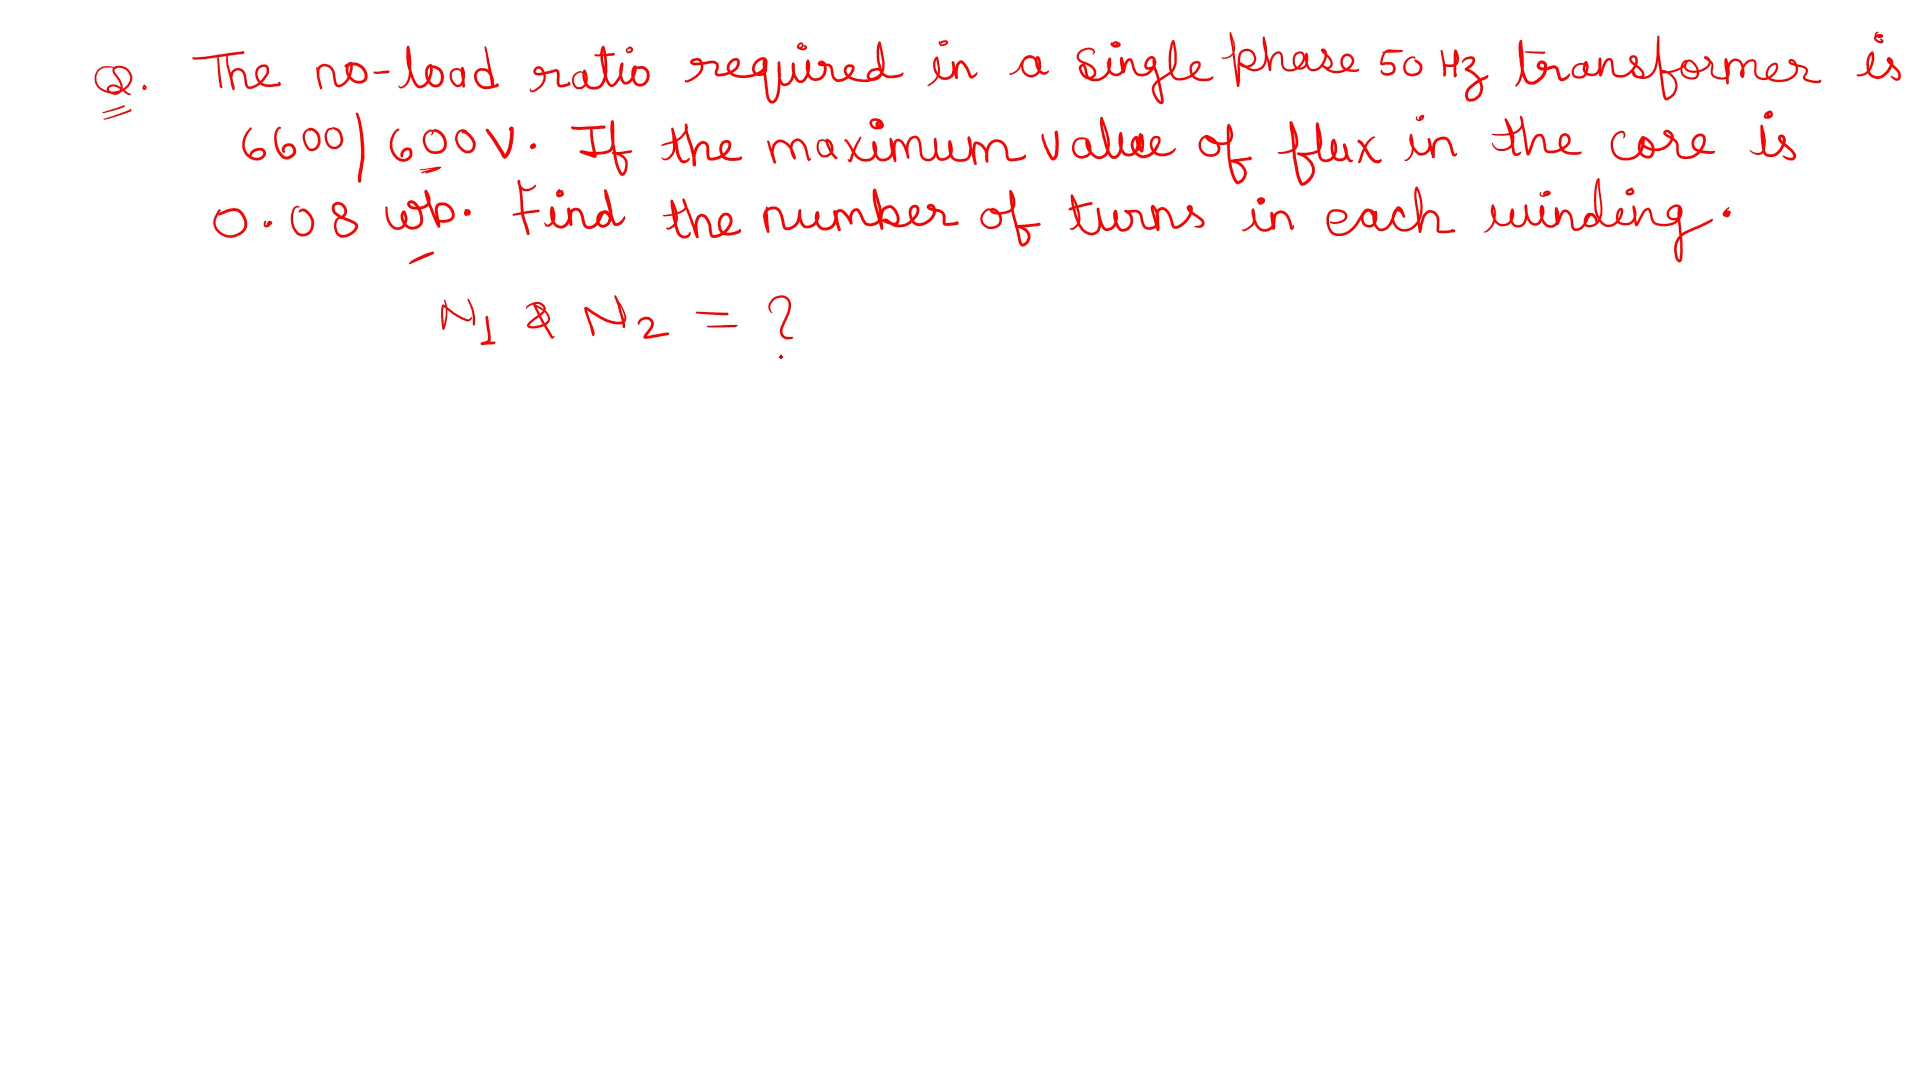 Q. The no-load ratio required in a single phase 50 Hz transformer is
6600/600V. If the maximum value of flux in the core is
0.08 wb. Find the number of turns in each winding.
N1 & N2 = ?